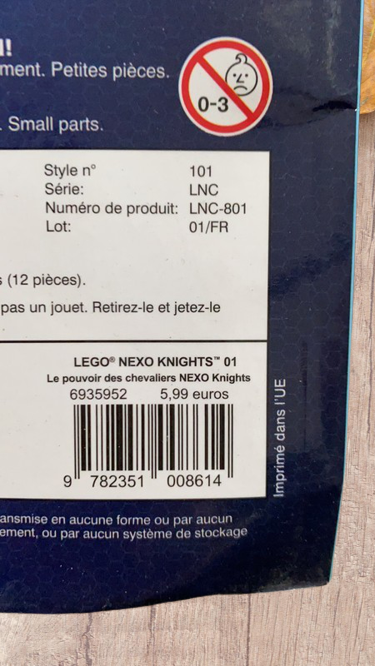 !
ment. Petites pièces.
0-3
. Small parts.
Style n° 101
Série: LNC
Numéro de produit: LNC-801
Lot: 01/FR
s (12 pièces).
pas un jouet. Retirez-le et jetez-le
LEGO® NEXO KNIGHTS™ 01
Le pouvoir des chevaliers NEXO Knights
6935952 5,99 euros
9 782351 008614
Imprimé dans l'UE
ansmise en aucune forme ou par aucun
ement, ou par aucun système de stockage